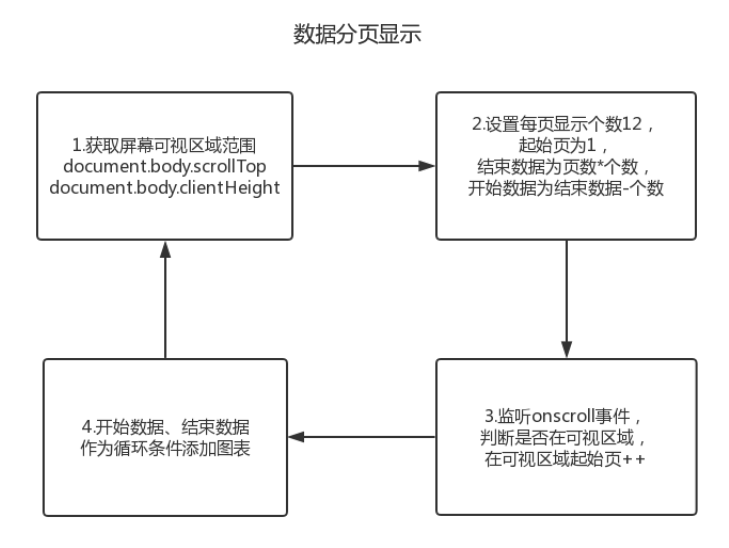 数据分页显示
1.获取屏幕可视区域范围
document.body.scrollTop
document.body.clientHeight
2.设置每页显示个数12，
起始页为1，
结束数据为页数*个数，
开始数据为结束数据-个数
3.监听onscroll事件，
判断是否在可视区域，
在可视区域起始页++
4.开始数据、结束数据
作为循环条件添加图表